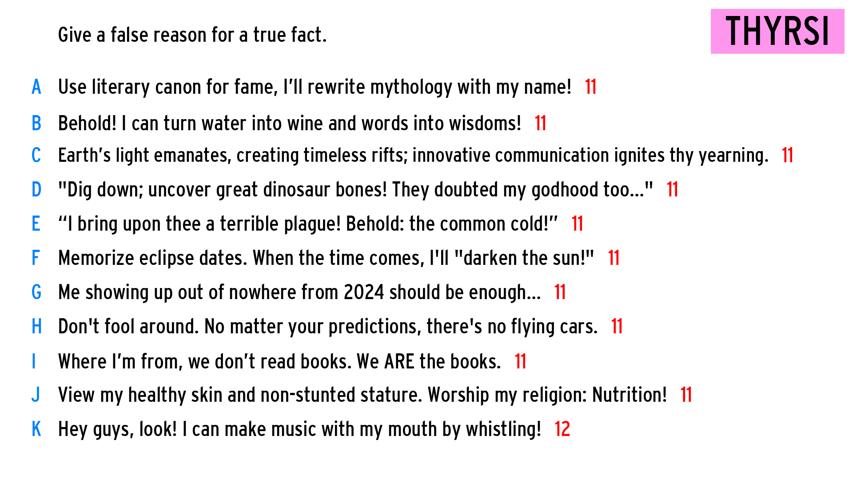 THYRSI
Give a false reason for a true fact.
A Use literary canon for fame, I'll rewrite mythology with my name! 11
B Behold! I can turn water into wine and words into wisdoms! 11
C Earth's light emanates, creating timeless rifts; innovative communication ignites thy yearning. 11
D "Dig down; uncover great dinosaur bones! They doubted my godhood too..." 11
E “I bring upon thee a terrible plague! Behold: the common cold!” 11
F Memorize eclipse dates. When the time comes, I'll "darken the sun!" 11
G Me showing up out of nowhere from 2024 should be enough... 11
H Don't fool around. No matter your predictions, there's no flying cars. 11
I Where I'm from, we don't read books. We ARE the books. 11
J View my healthy skin and non-stunted stature. Worship my religion: Nutrition! 11
K Hey guys, look! I can make music with my mouth by whistling! 12